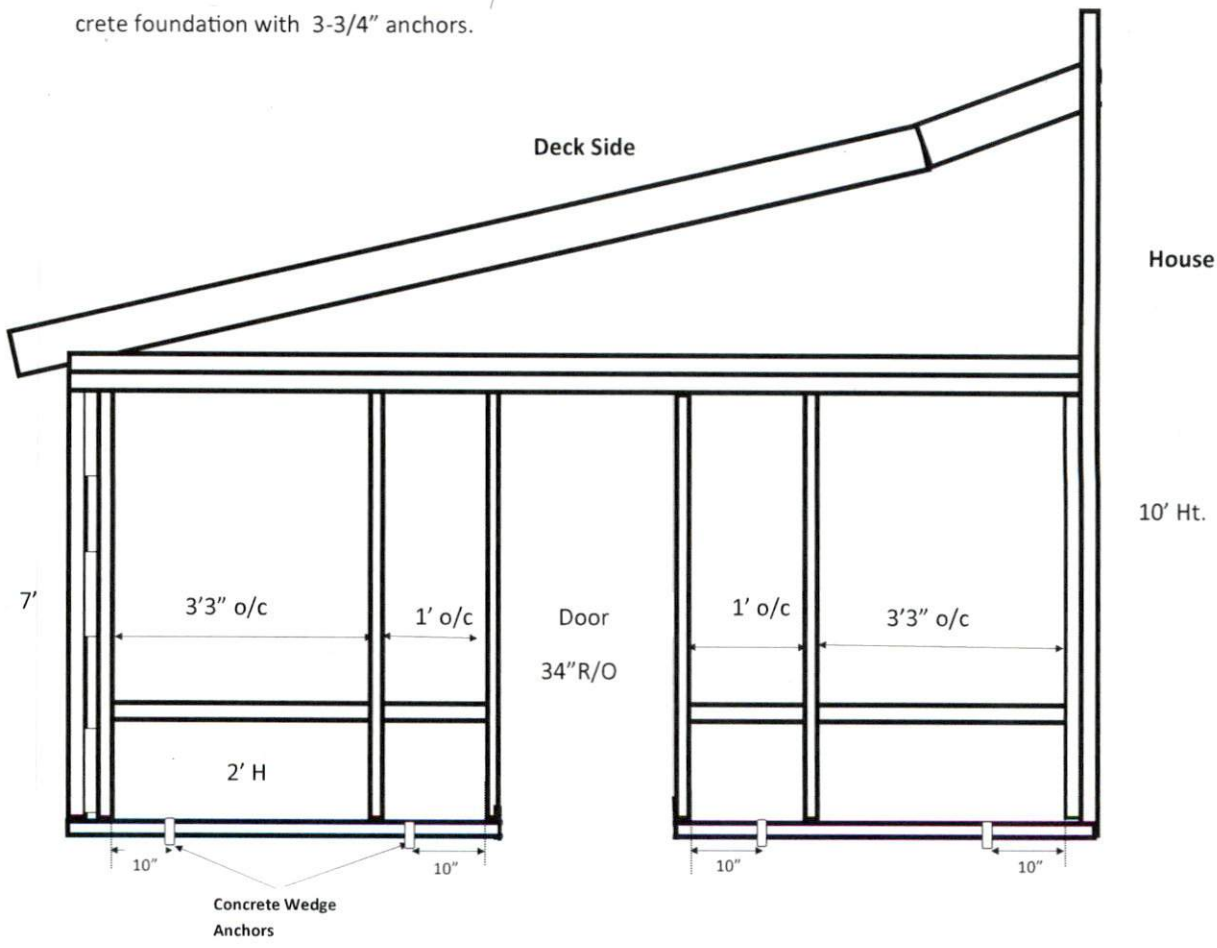 crete foundation with 3-3/4” anchors.
Deck Side
House
10’ Ht.
7’
3’3” o/c
1’ o/c
Door
34”R/O
1’ o/c
3’3” o/c
2’ H
10”
10”
10”
10”
Concrete Wedge
Anchors